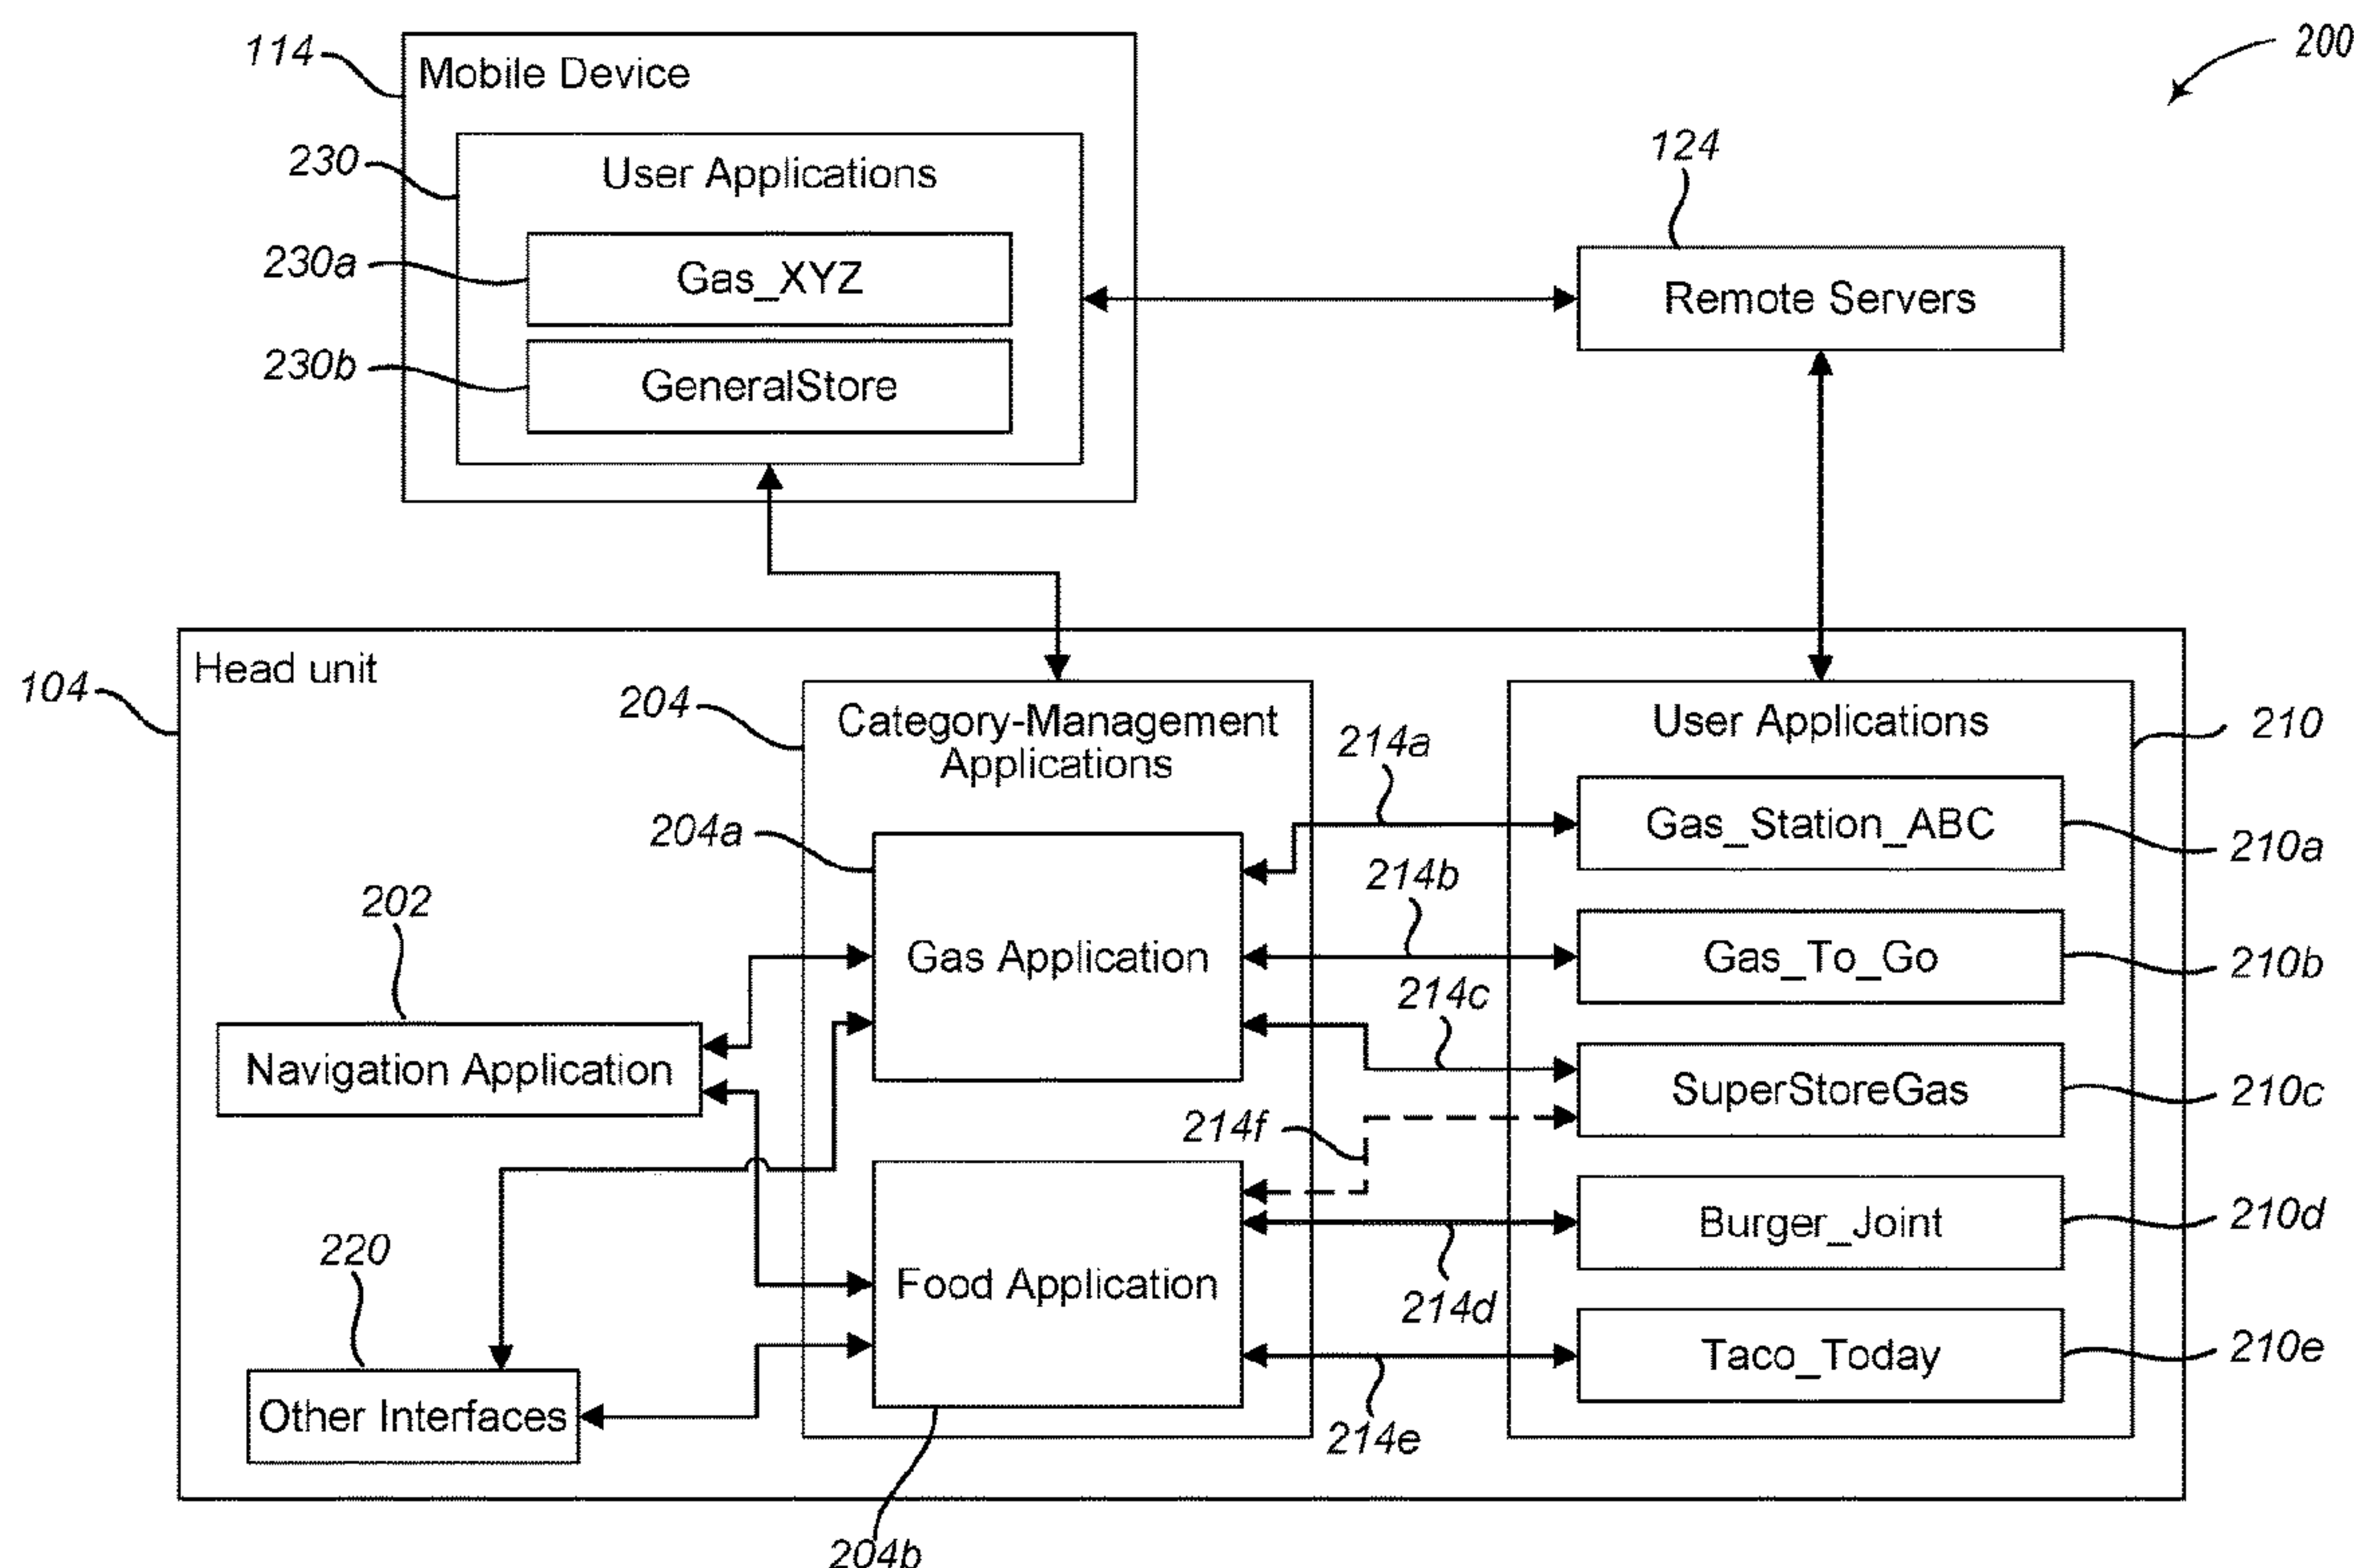 200
114
Mobile Device
124
230
User Applications
230a
Gas_XYZ
Remote Servers
230b
GeneralStore
104
Head unit
204
Category-Management
Applications
User Applications
210
214a
204a
Gas_Station_ABC
210a
214b
202
Gas Application
Gas_To_Go
210b
214c
Navigation Application
SuperStoreGas
210c
214f
220
Food Application
Burger_Joint
210d
214d
Other Interfaces
Taco_Today
210e
214e
204b